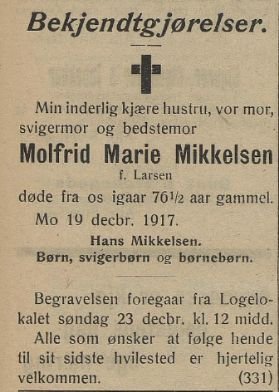 Bekjendtgjørelser.
Min inderlig kjære hustru, vor mor,
svigermor og bedstemor
Molfrid Marie Mikkelsen
f. Larsen
døde fra os igaar 76½ aar gammel.
Mo 19 decbr. 1917.
Hans Mikkelsen.
Børn, svigerbørn og børnebørn.
Begravelsen foregaar fra Logelo-
kalet søndag 23 decbr. kl. 12 midd.
Alle som ønsker at følge hende
til sit sidste hvilested er hjertelig
velkommen. (331)